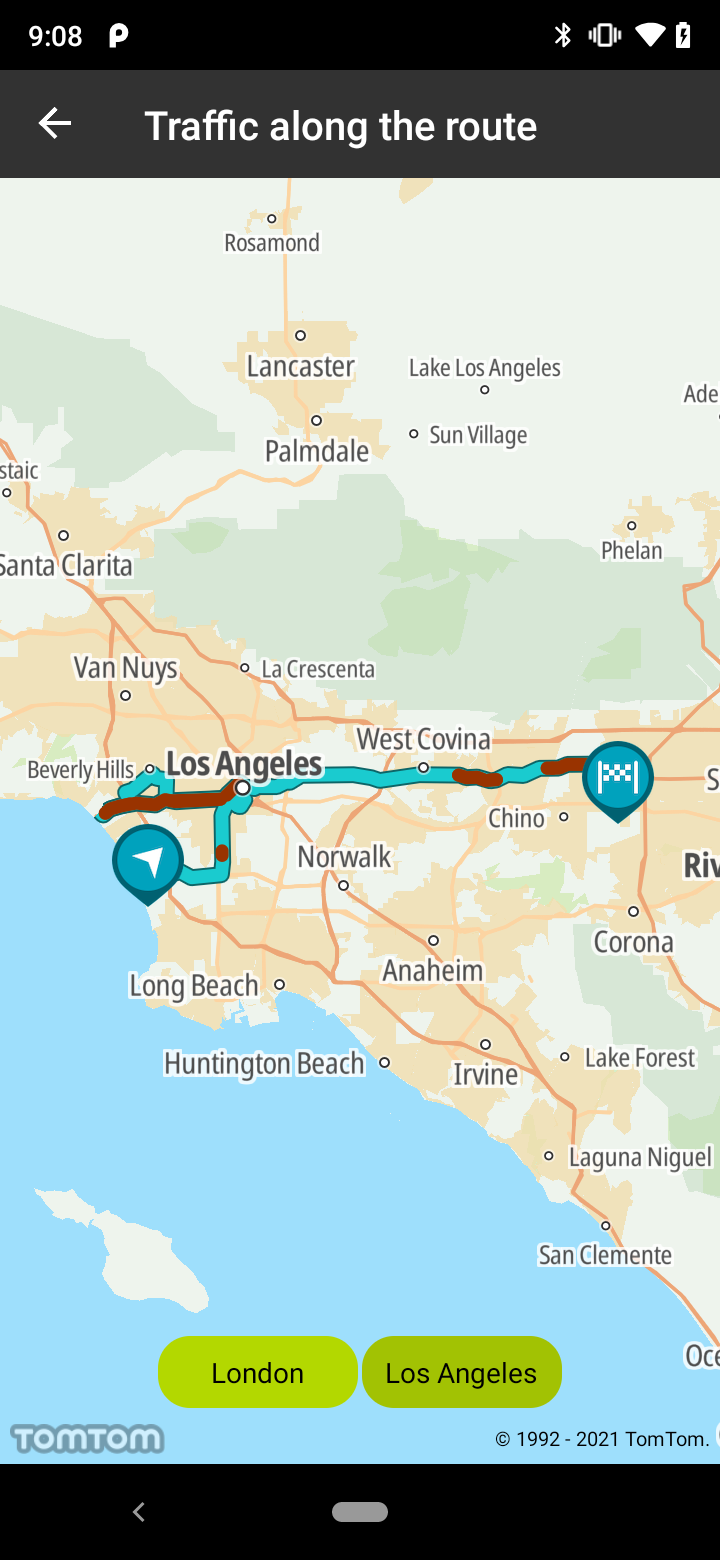 9:08
Traffic along the route
Rosamond
Lancaster
Lake Los Angeles
Ade
Sun Village
Palmdale
staic
Phelan
Santa Clarita
Van Nuys
La Crescenta
West Covina
Beverly Hills
Los Angeles
S
Chino
Norwalk
Riv
Corona
Anaheim
Long Beach
Huntington Beach
Lake Forest
Irvine
Laguna Niguel
San Clemente
Oce
London
Los Angeles
TOMTOM
© 1992 - 2021 TomTom.